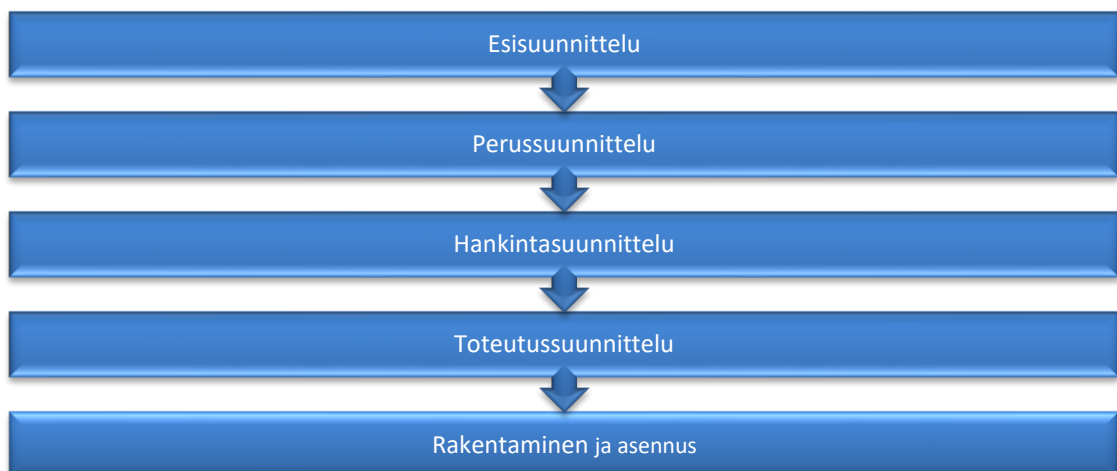 Esisuunnittelu
Perussuunnittelu
Hankintasuunnittelu
Toteutussuunnittelu
Rakentaminen ja asennus